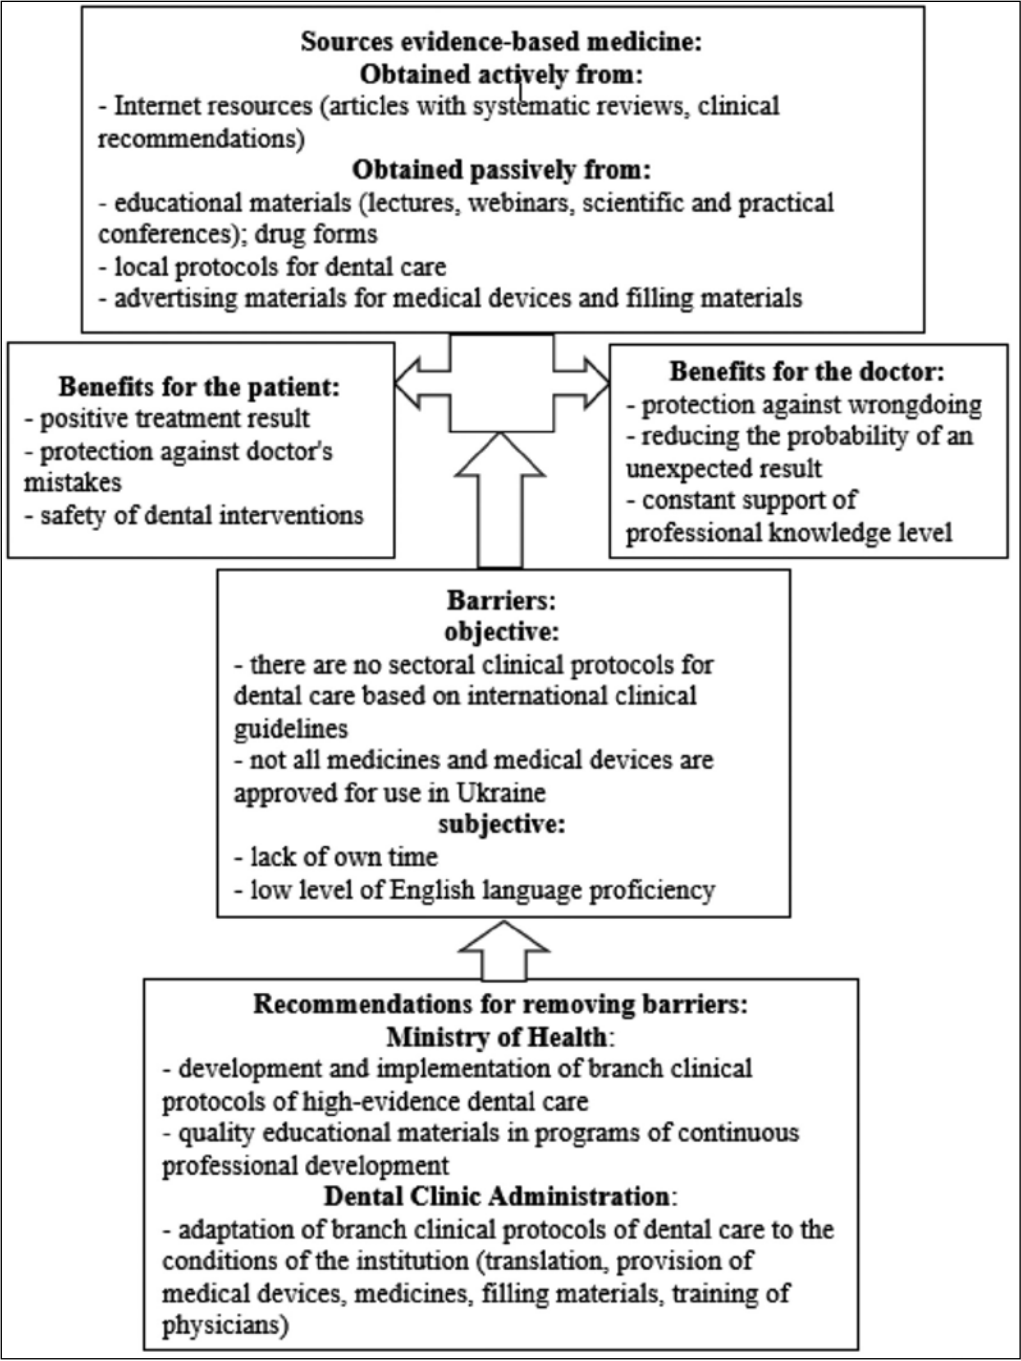 Sources evidence-based medicine:
Obtained actively from:
- Internet resources (articles with systematic reviews, clinical
recommendations)
Obtained passively from:
- educational materials (lectures, webinars, scientific and practical
conferences); drug forms
- local protocols for dental care
- advertising materials for medical devices and filling materials
Benefits for the patient:
- positive treatment result
- protection against doctor's
mistakes
- safety of dental interventions
Benefits for the doctor:
- protection against wrongdoing
- reducing the probability of an
unexpected result
- constant support of
professional knowledge level
Barriers:
objective:
- there are no sectoral clinical protocols for
dental care based on international clinical
guidelines
- not all medicines and medical devices are
approved for use in Ukraine
subjective:
- lack of own time
- low level of English language proficiency
Recommendations for removing barriers:
Ministry of Health:
- development and implementation of branch clinical
protocols of high-evidence dental care
- quality educational materials in programs of continuous
professional development
Dental Clinic Administration:
- adaptation of branch clinical protocols of dental care to the
conditions of the institution (translation, provision of
medical devices, medicines, filling materials, training of
physicians)